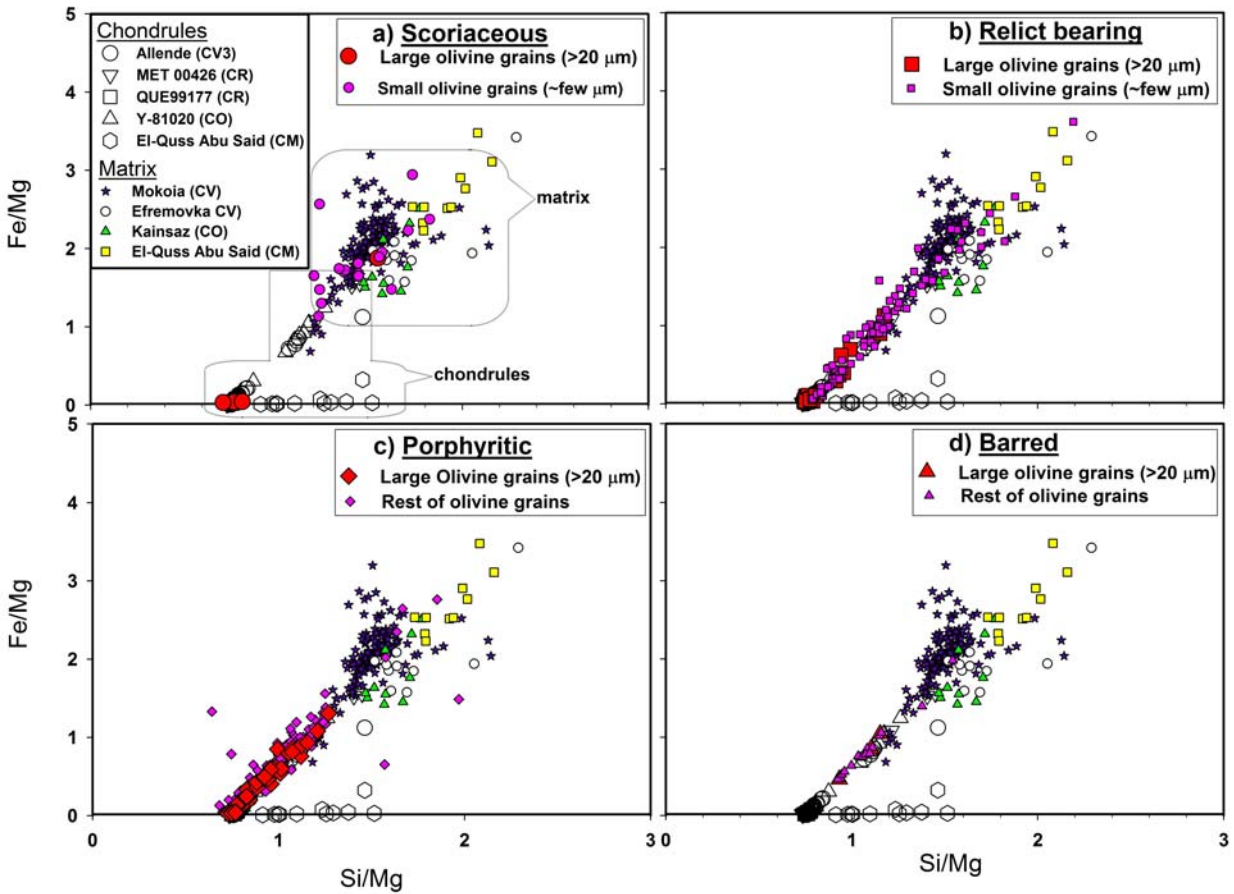 Chondrules
Allende (CV3)
MET 00426 (CR)
QUE99177 (CR)
Y-81020 (CO)
El-Quss Abu Said (CM)
Matrix
Mokoia (CV)
Efremovka CV)
Kainsaz (CO)
El-Quss Abu Said (CM)
a) Scoriaceous
Large olivine grains (>20 μm)
Small olivine grains (~few μm)
matrix
chondrules
b) Relict bearing
Large olivine grains (>20 μm)
Small olivine grains (~few μm)
c) Porphyritic
Large Olivine grains (>20 μm)
Rest of olivine grains
d) Barred
Large olivine grains (>20 μm)
Rest of olivine grains
Fe/Mg
5
4
3
2
1
0
Fe/Mg
5
4
3
2
1
0
0 1 2 3
0 1 2 3
Si/Mg
Si/Mg